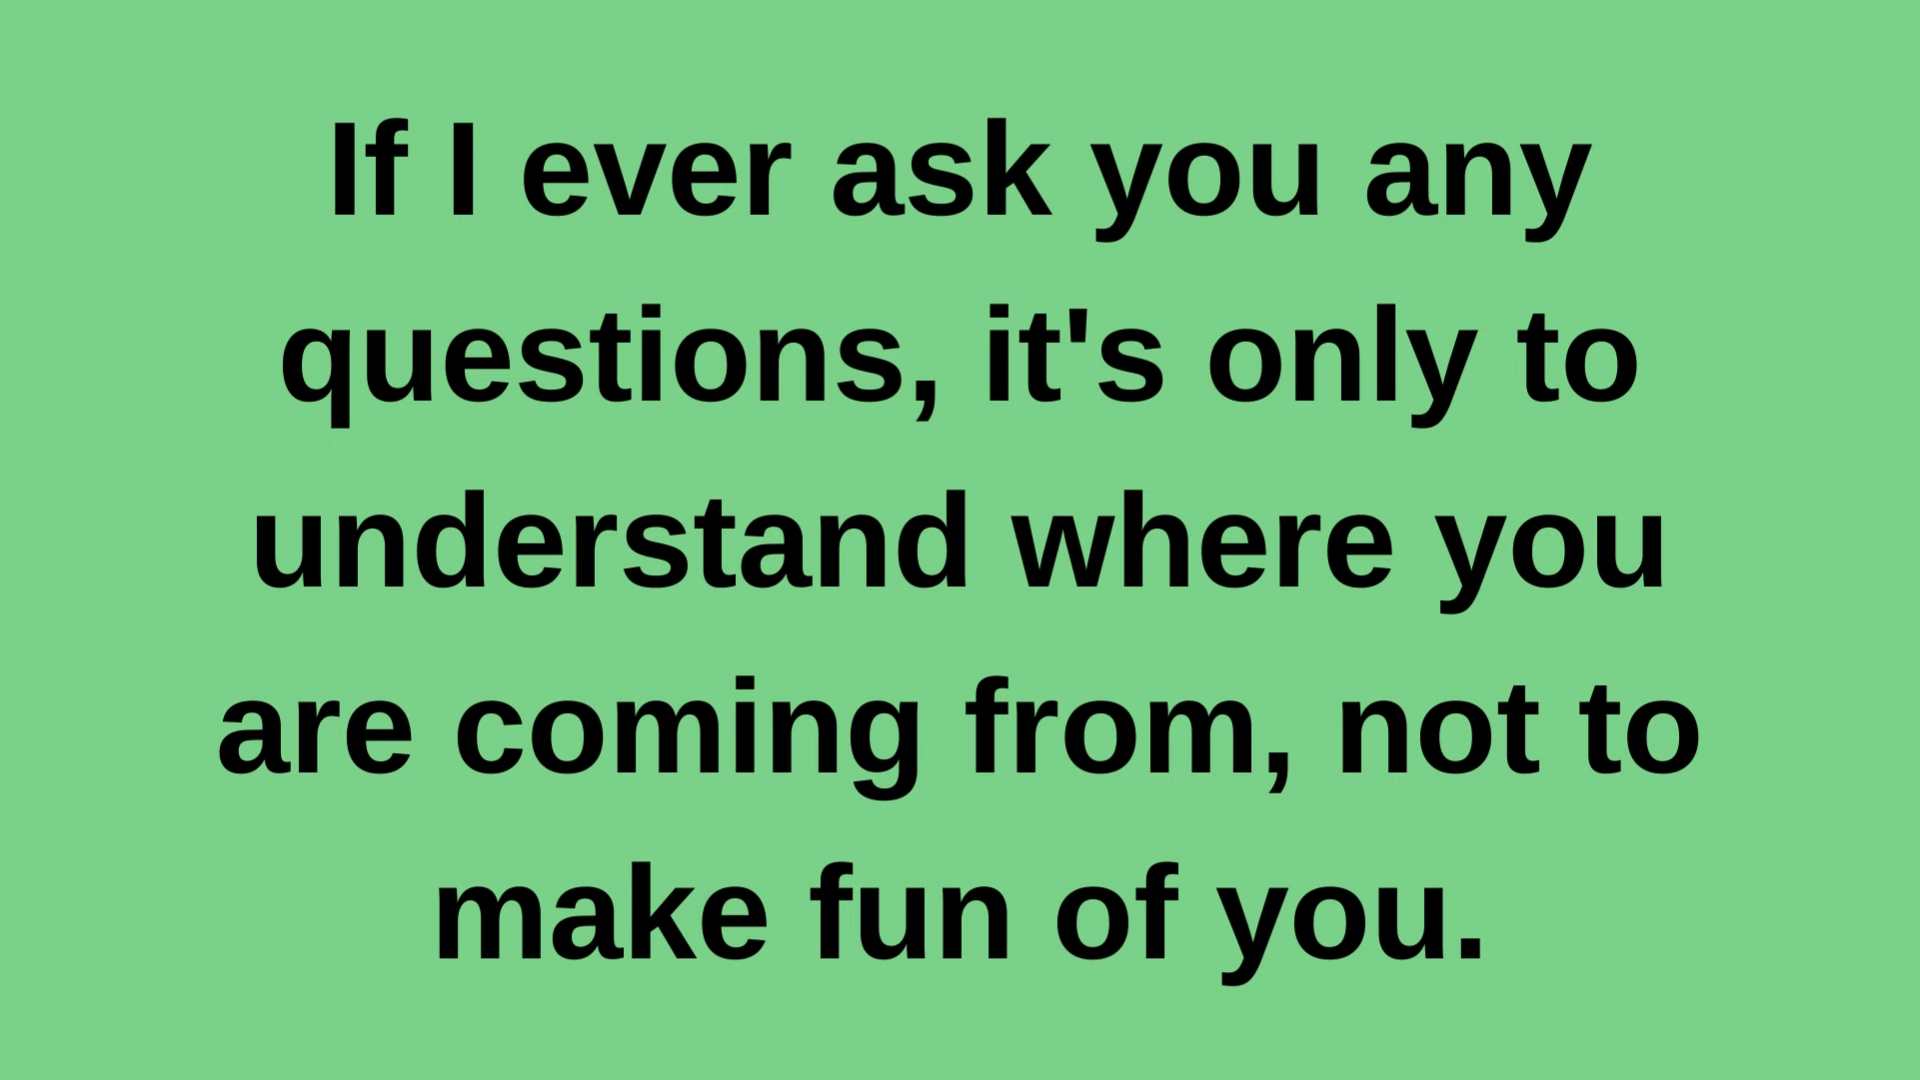 If I ever ask you any
questions, it's only to
understand where you
are coming from, not to
make fun of you.